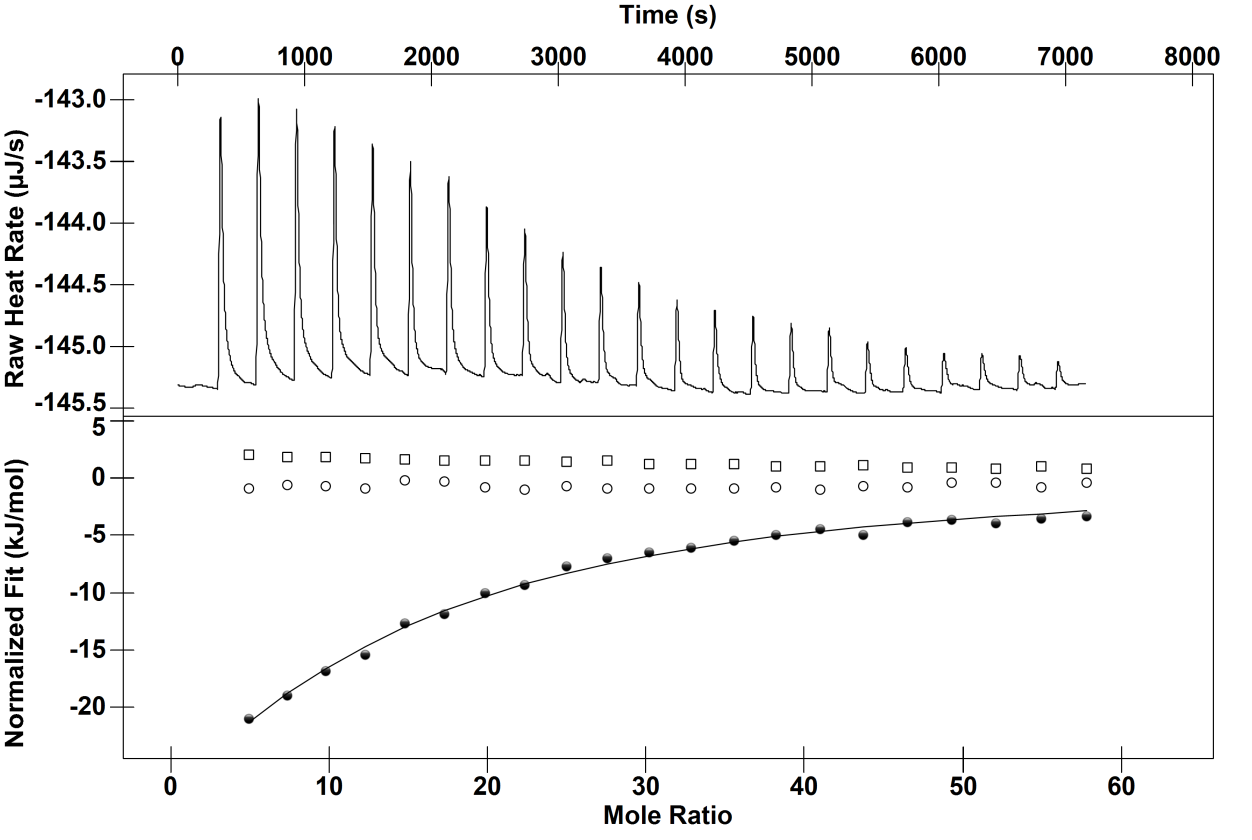 Time (s)
0 1000 2000 3000 4000 5000 6000 7000 8000
Raw Heat Rate (µJ/s)
-143.0
-143.5
-144.0
-144.5
-145.0
-145.5
Normalized Fit (kJ/mol)
5
0
-5
-10
-15
-20
0 10 20 30 40 50 60
Mole Ratio